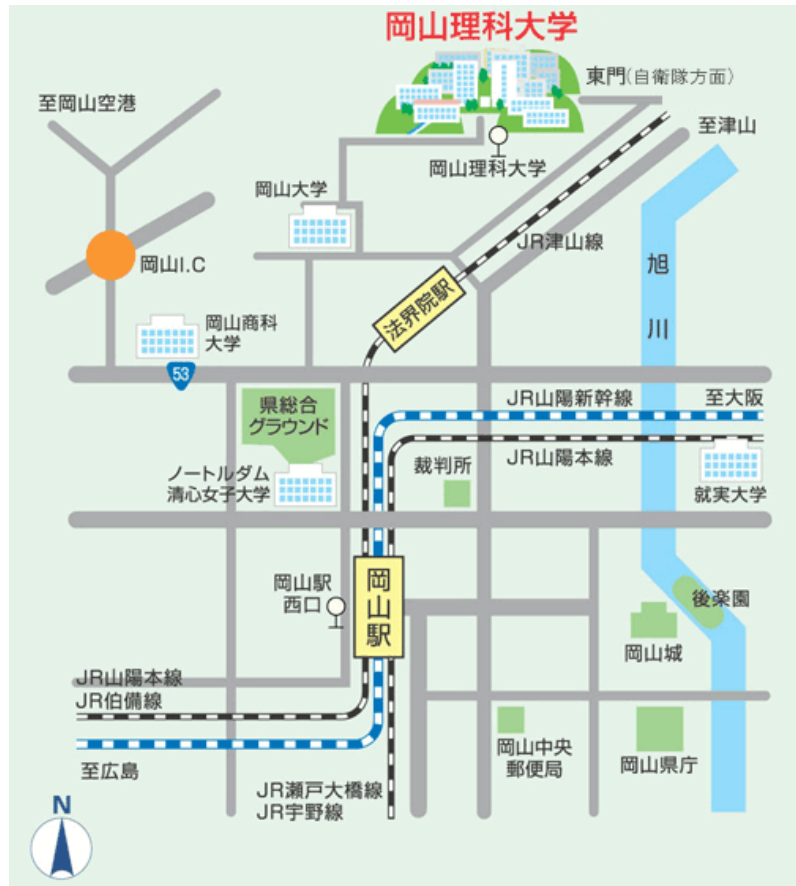 岡山理科大学
東門(自衛隊方面)
至岡山空港
至津山
岡山理科大学
岡山大学
JR津山線
岡山I.C
旭川
法界院駅
岡山商科
大学
53
県総合
グラウンド
JR山陽新幹線
至大阪
JR山陽本線
裁判所
ノートルダム
清心女子大学
就実大学
岡山駅
西口
岡山駅
後楽園
岡山城
JR山陽本線
JR伯備線
岡山中央
郵便局
岡山県庁
至広島
JR瀬戸大橋線
JR宇野線
N